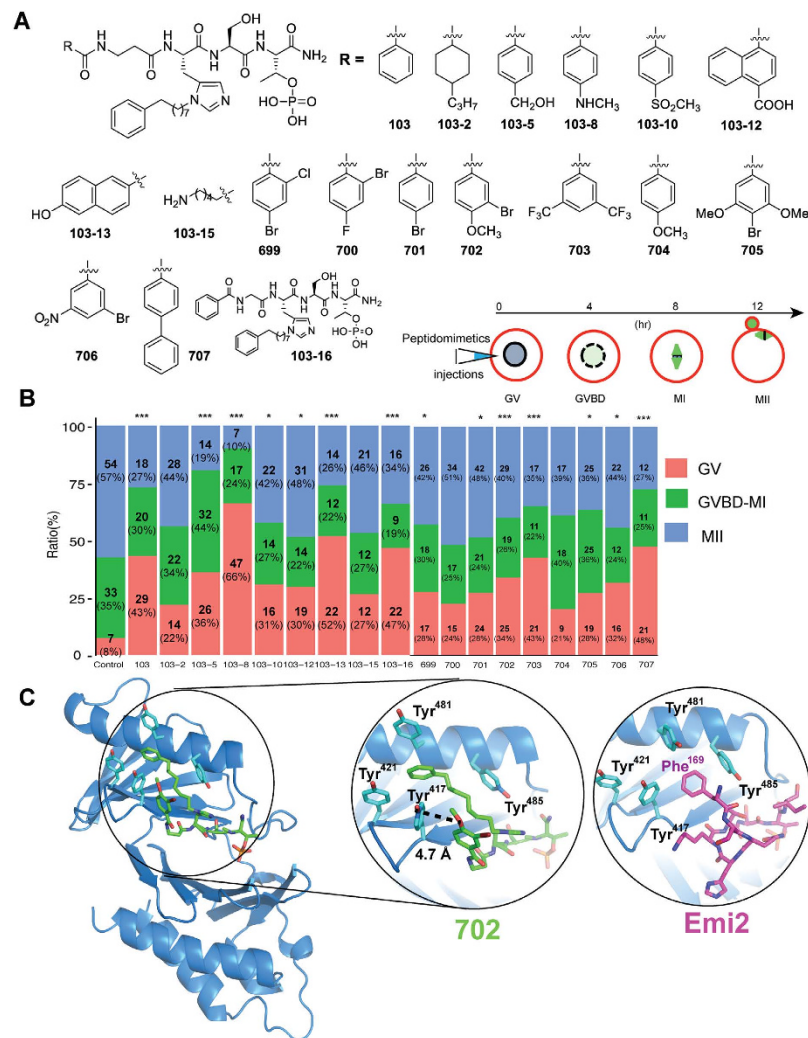 A
R
O
N
H
O
H
N
O
OH
N
H
O
H
N
O
NH2
O
P
O
HO
OH
N
N
( )7
R =
C3H7
CH2OH
NHCH3
SO2CH3
COOH
103
103-2
103-5
103-8
103-10
103-12
HO
H2N
( )4
Cl
Br
Br
F
Br
Br
OCH3
F3C
CF3
OCH3
MeO
OMe
Br
103-13
103-15
699
700
701
702
703
704
705
O2N
Br
706
707
103-16
0
4
8
12
(hr)
Peptidomimetics
injections
GV
GVBD
MI
MII
B
100
75
50
25
0
Ratio(%)
***
***
***
*
*
***
***
*
*
***
***
*
*
***
54
(57%)
33
(35%)
7
(8%)
18
(27%)
20
(30%)
29
(43%)
28
(44%)
22
(34%)
14
(22%)
14
(19%)
32
(44%)
26
(36%)
7
(10%)
17
(24%)
47
(66%)
22
(42%)
14
(27%)
16
(31%)
31
(48%)
14
(22%)
19
(30%)
14
(26%)
12
(22%)
22
(52%)
21
(46%)
12
(27%)
12
(27%)
16
(34%)
9
(19%)
22
(47%)
26
(42%)
18
(30%)
17
(28%)
34
(51%)
17
(25%)
15
(24%)
42
(48%)
21
(24%)
24
(28%)
29
(40%)
19
(26%)
25
(34%)
17
(35%)
11
(22%)
21
(43%)
17
(39%)
18
(40%)
9
(21%)
25
(36%)
25
(36%)
19
(28%)
22
(44%)
12
(24%)
16
(32%)
12
(27%)
11
(25%)
21
(48%)
Control
103
103-2
103-5
103-8
103-10
103-12
103-13
103-15
103-16
699
700
701
702
703
704
705
706
707
GV
GVBD-MI
MII
C
Tyr481
Tyr421
Tyr417
Tyr485
4.7 Å
702
Tyr481
Phe169
Tyr421
Tyr485
Tyr417
Emi2